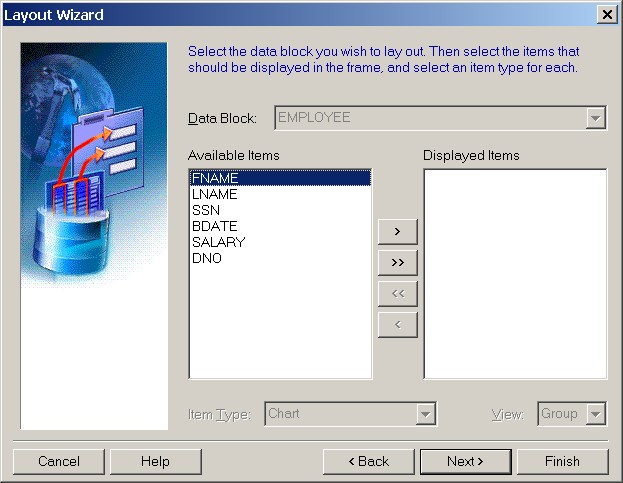 Layout Wizard
Select the data block you wish to lay out. Then select the items that
should be displayed in the frame, and select an item type for each.
Data Block: EMPLOYEE
Available Items
Displayed Items
FNAME
LNAME
SSN
BDATE
SALARY
DNO
>
>>
<<
<
Item Type: Chart
View: Group
Cancel
Help
< Back
Next >
Finish